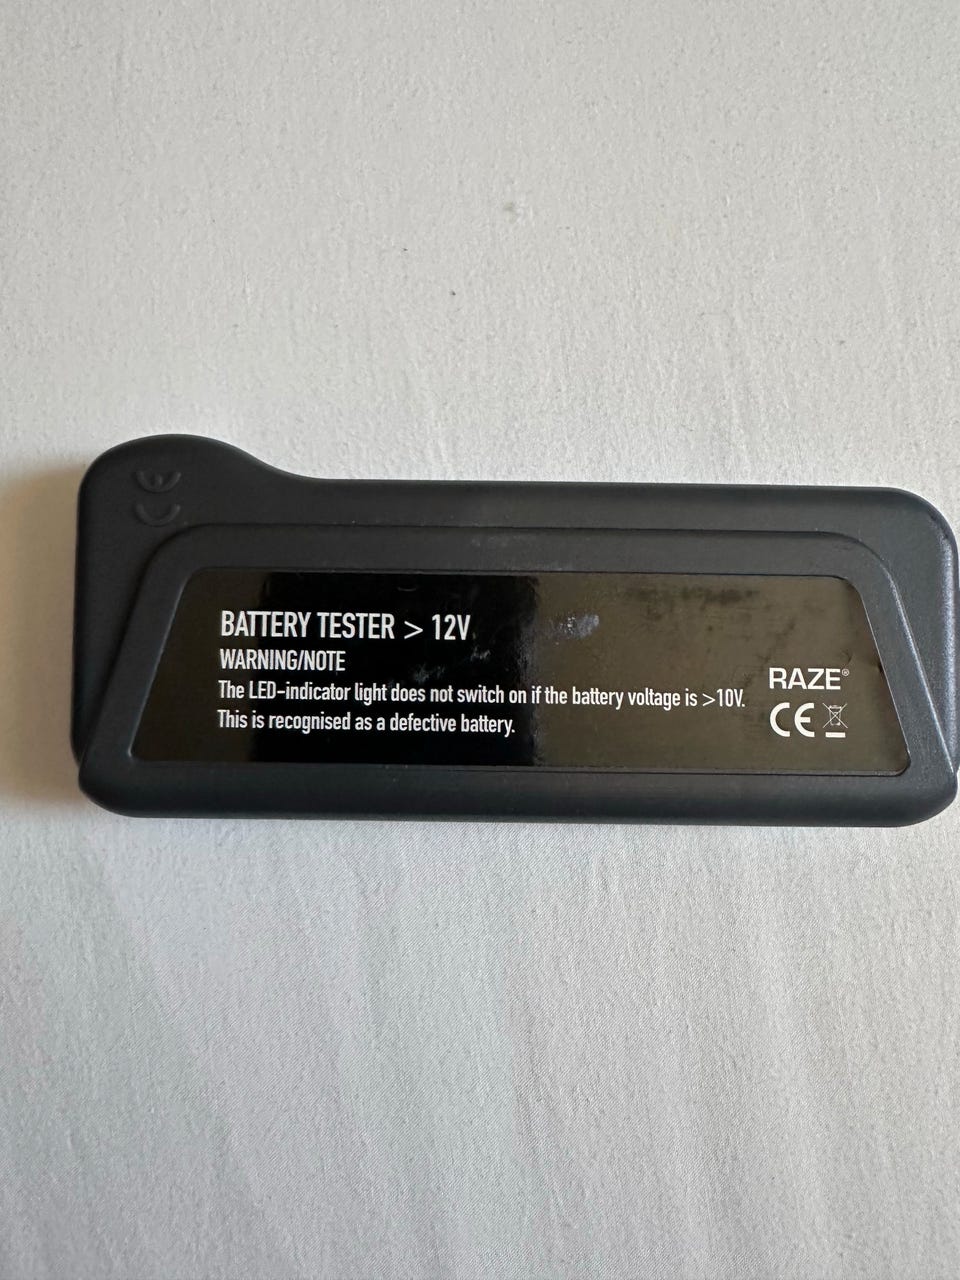 CE
BATTERY TESTER > 12V
WARNING/NOTE
The LED-indicator light does not switch on if the battery voltage is >10V.
This is recognised as a defective battery.
RAZE®
CE